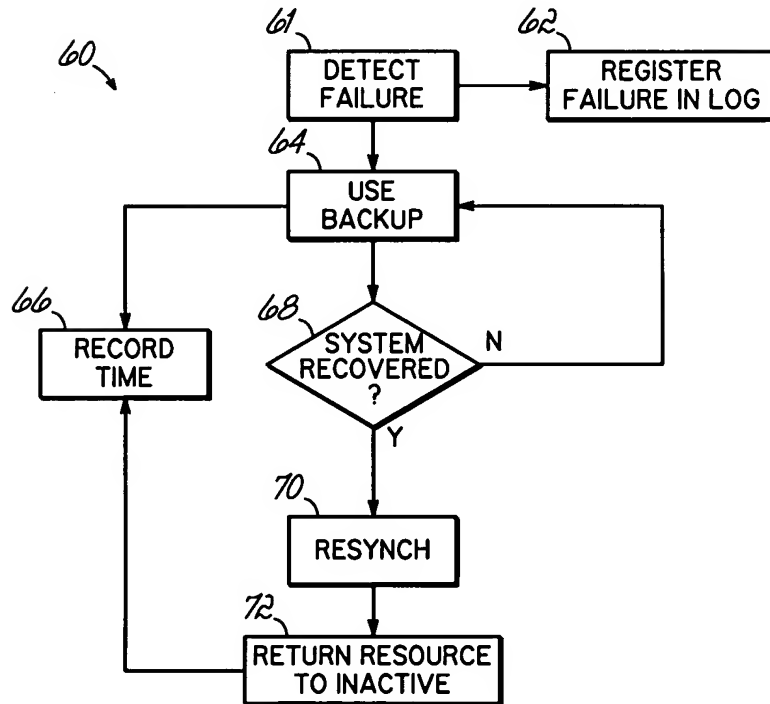 60
61
DETECT
FAILURE
62
REGISTER
FAILURE IN LOG
64
USE
BACKUP
66
RECORD
TIME
68
SYSTEM
RECOVERED
?
N
Y
70
RESYNCH
72
RETURN RESOURCE
TO INACTIVE